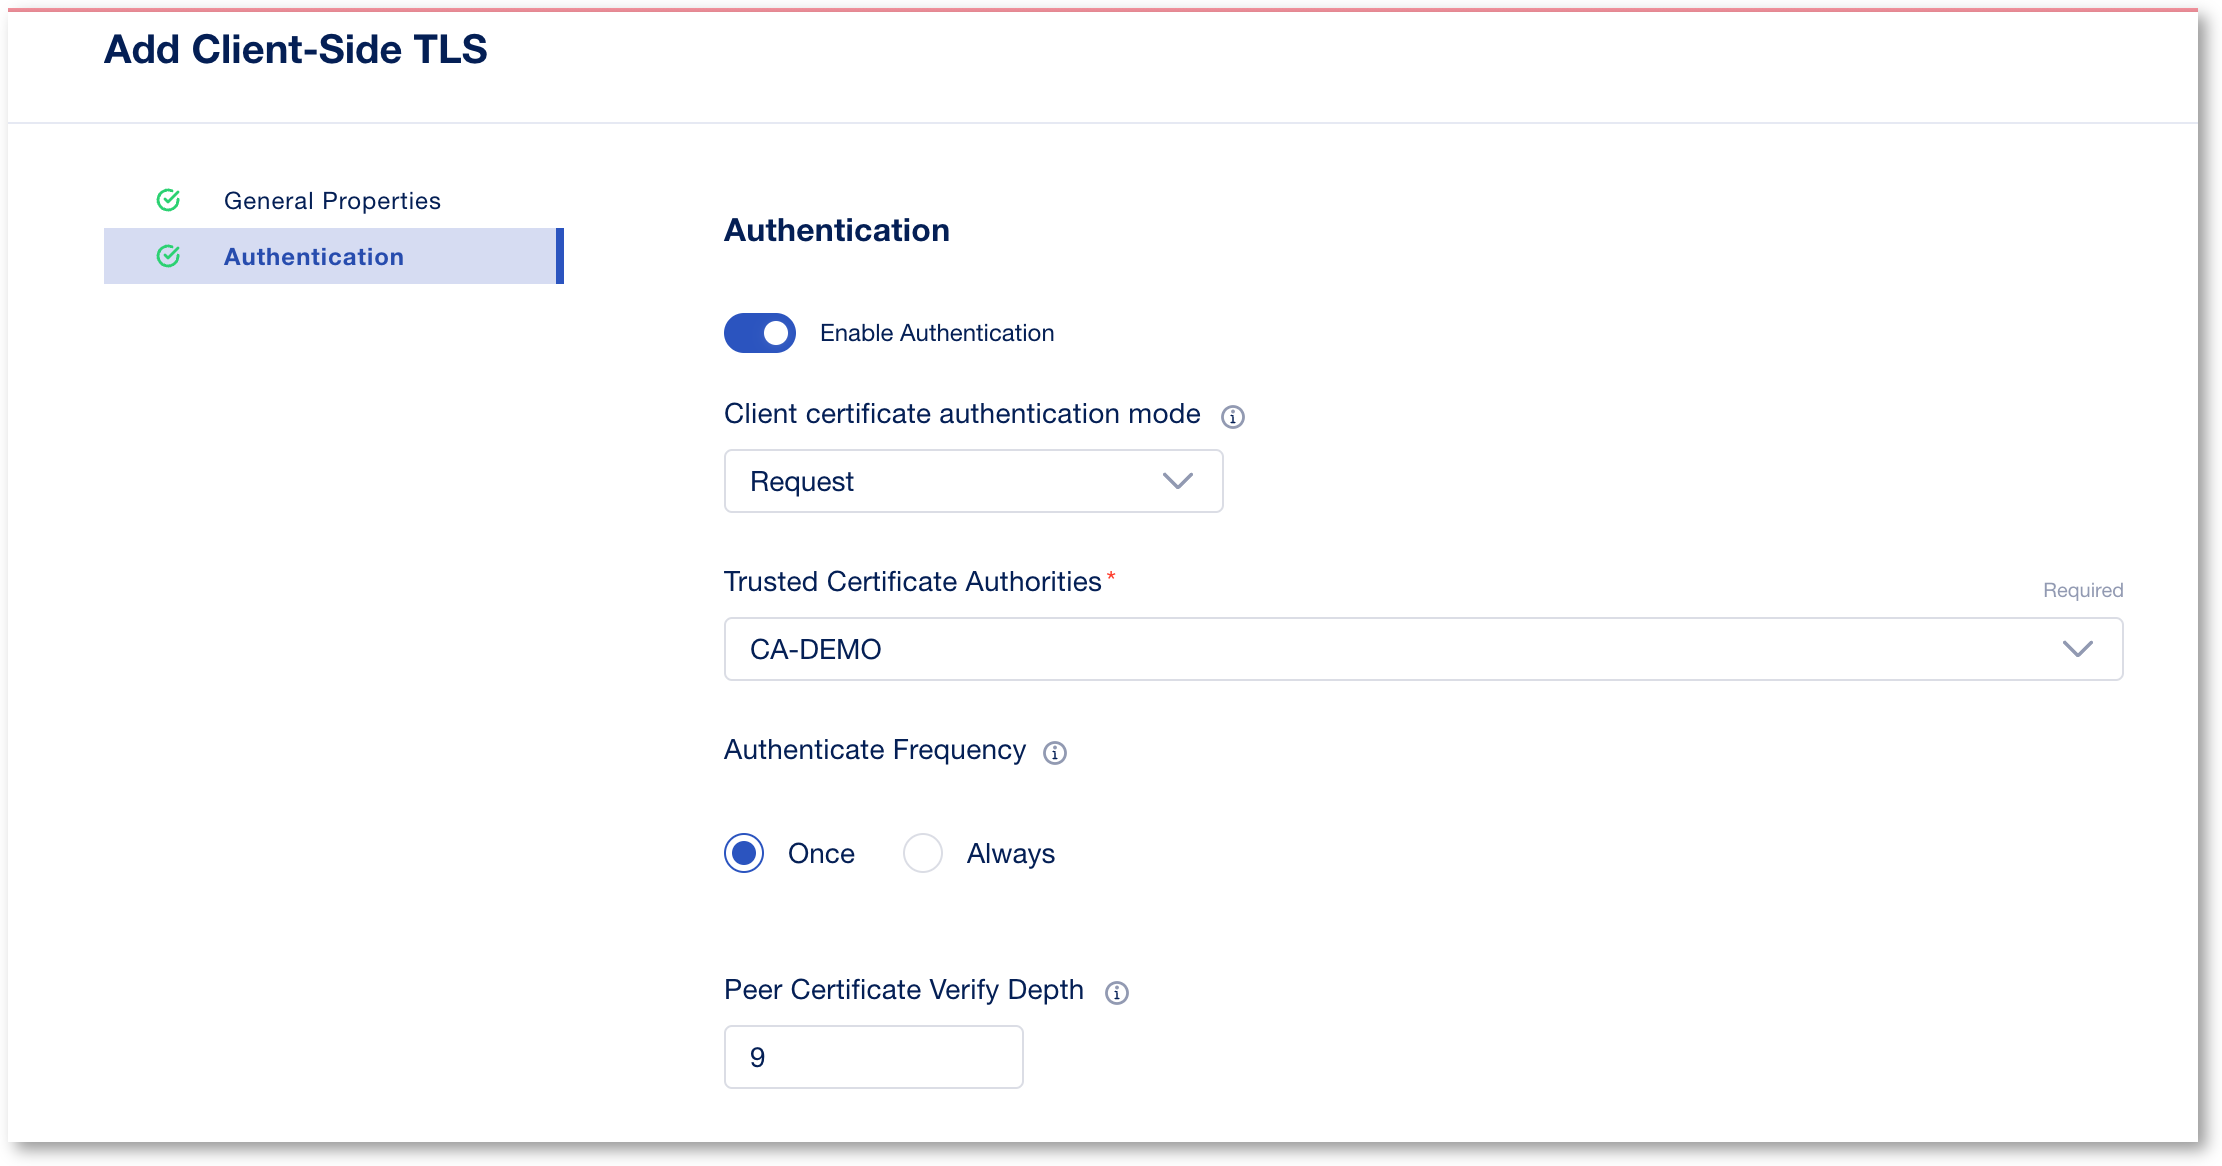 Add Client-Side TLS
General Properties
Authentication
Authentication
Enable Authentication
Client certificate authentication mode
Request
Trusted Certificate Authorities*
Required
CA-DEMO
Authenticate Frequency
Once Always
Peer Certificate Verify Depth
9